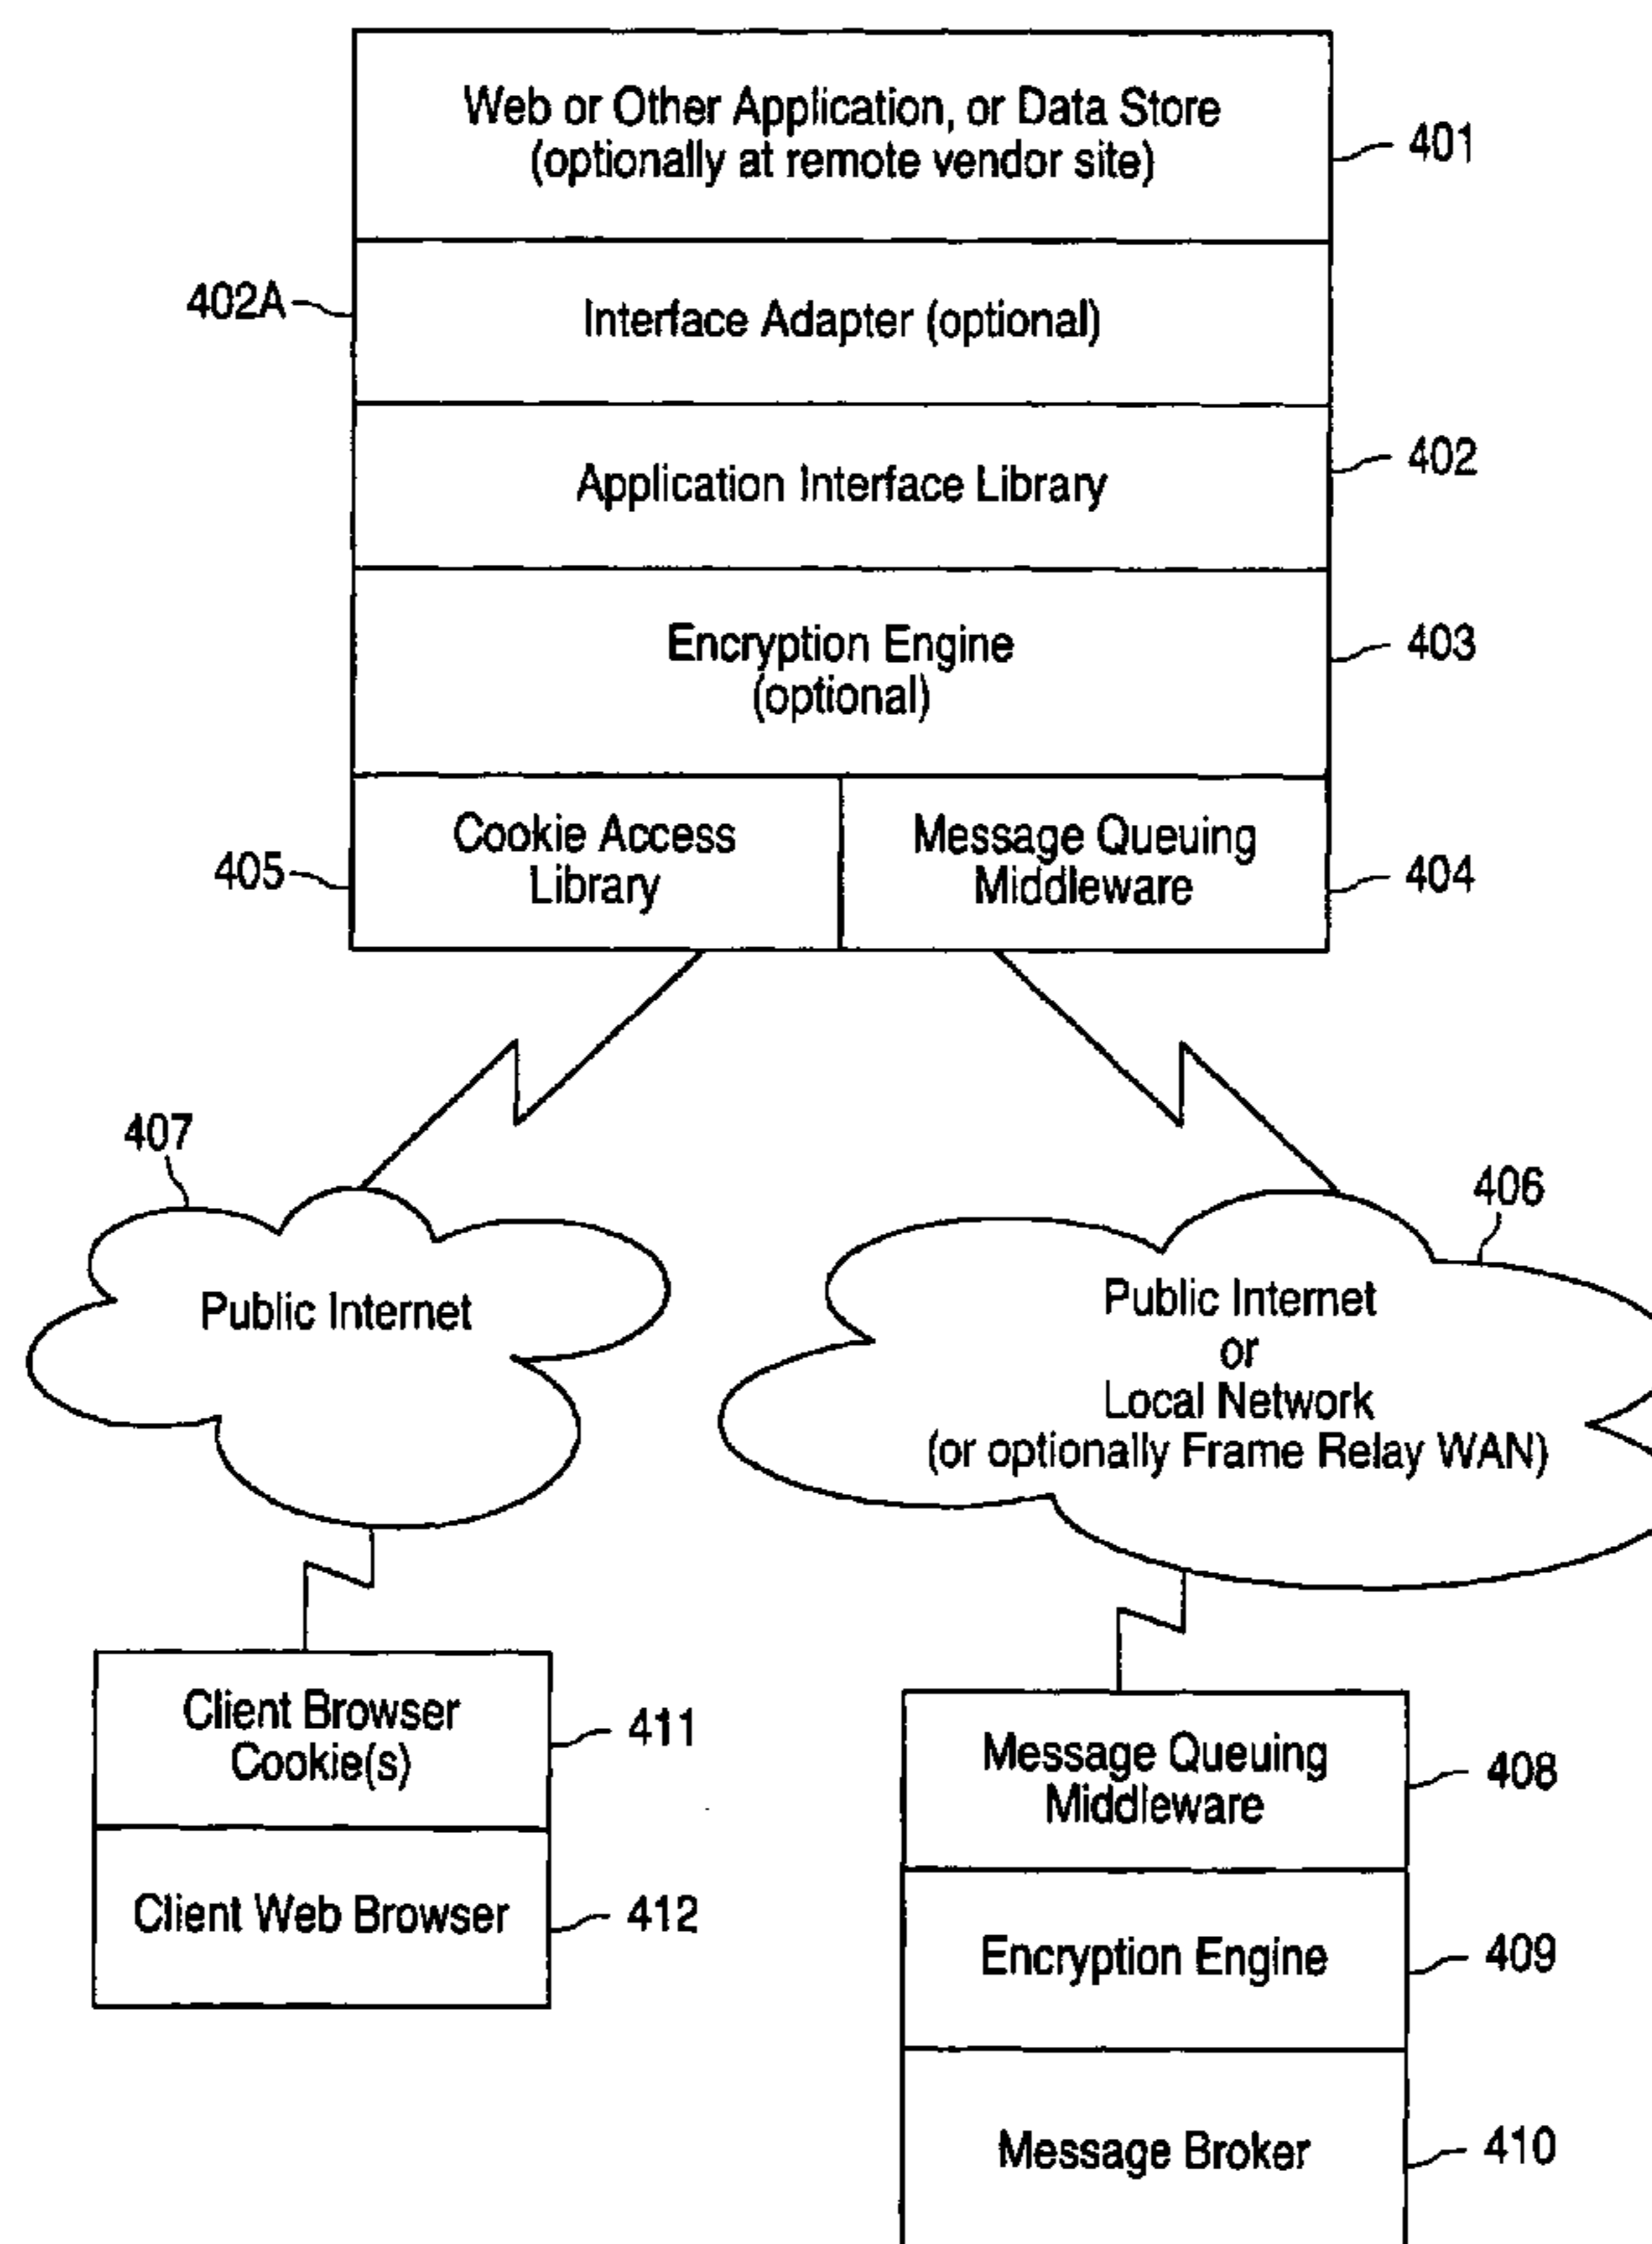 Web or Other Application, or Data Store
(optionally at remote vendor site)
401
402A
Interface Adapter (optional)
Application Interface Library
402
Encryption Engine
(optional)
403
405
Cookie Access
Library
Message Queuing
Middleware
404
407
Public Internet
406
Public Internet
or
Local Network
(or optionally Frame Relay WAN)
Client Browser
Cookie(s)
411
Client Web Browser
412
Message Queuing
Middleware
408
Encryption Engine
409
Message Broker
410